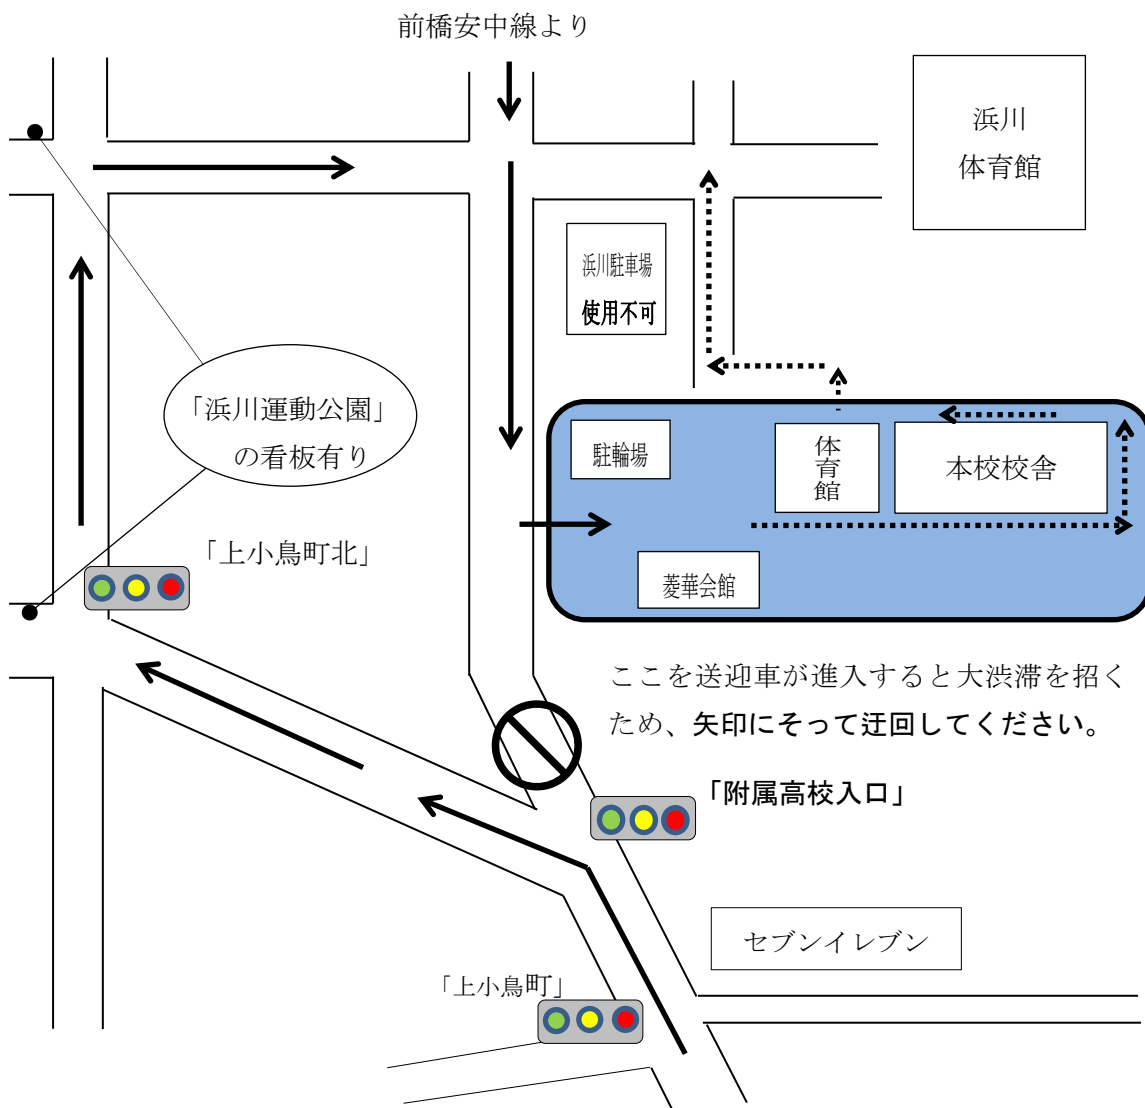 前橋安中線より
浜川
体育館
浜川駐車場
使用不可
「浜川運動公園」
の看板有り
駐輪場
体育館
本校校舎
「上小鳥町北」
菱華会館
ここを送迎車が進入すると大渋滞を招く
ため、矢印にそって迂回してください。
「附属高校入口」
セブンイレブン
「上小鳥町」